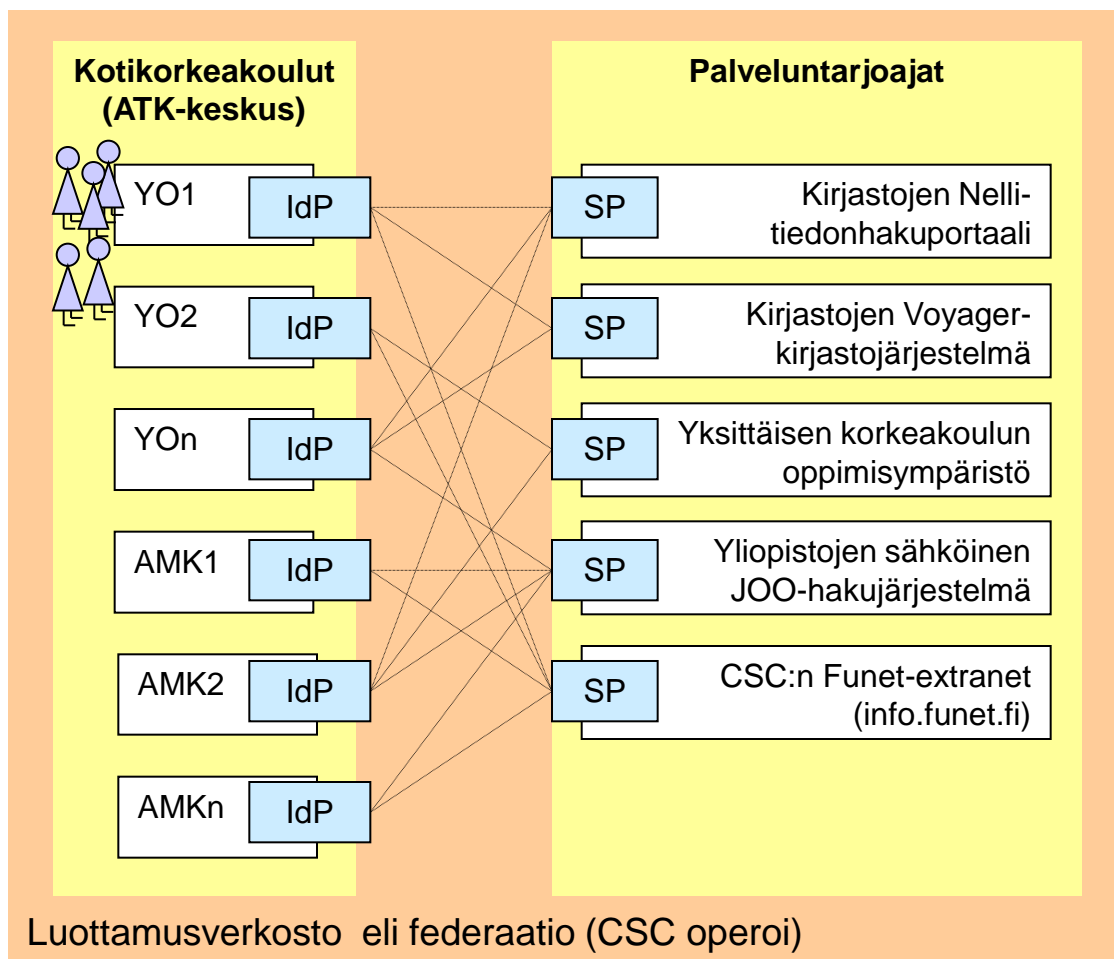 Kotikorkeakoulut
(ATK-keskus)
Palveluntarjoajat
YO1
IdP
SP
Kirjastojen Nelli-
tiedonhakuportaali
YO2
IdP
SP
Kirjastojen Voyager-
kirjastojärjestelmä
YOn
IdP
SP
Yksittäisen korkeakoulun
oppimisympäristö
AMK1
IdP
SP
Yliopistojen sähköinen
JOO-hakujärjestelmä
AMK2
IdP
SP
CSC:n Funet-extranet
(info.funet.fi)
AMKn
IdP
Luottamusverkosto eli federaatio (CSC operoi)